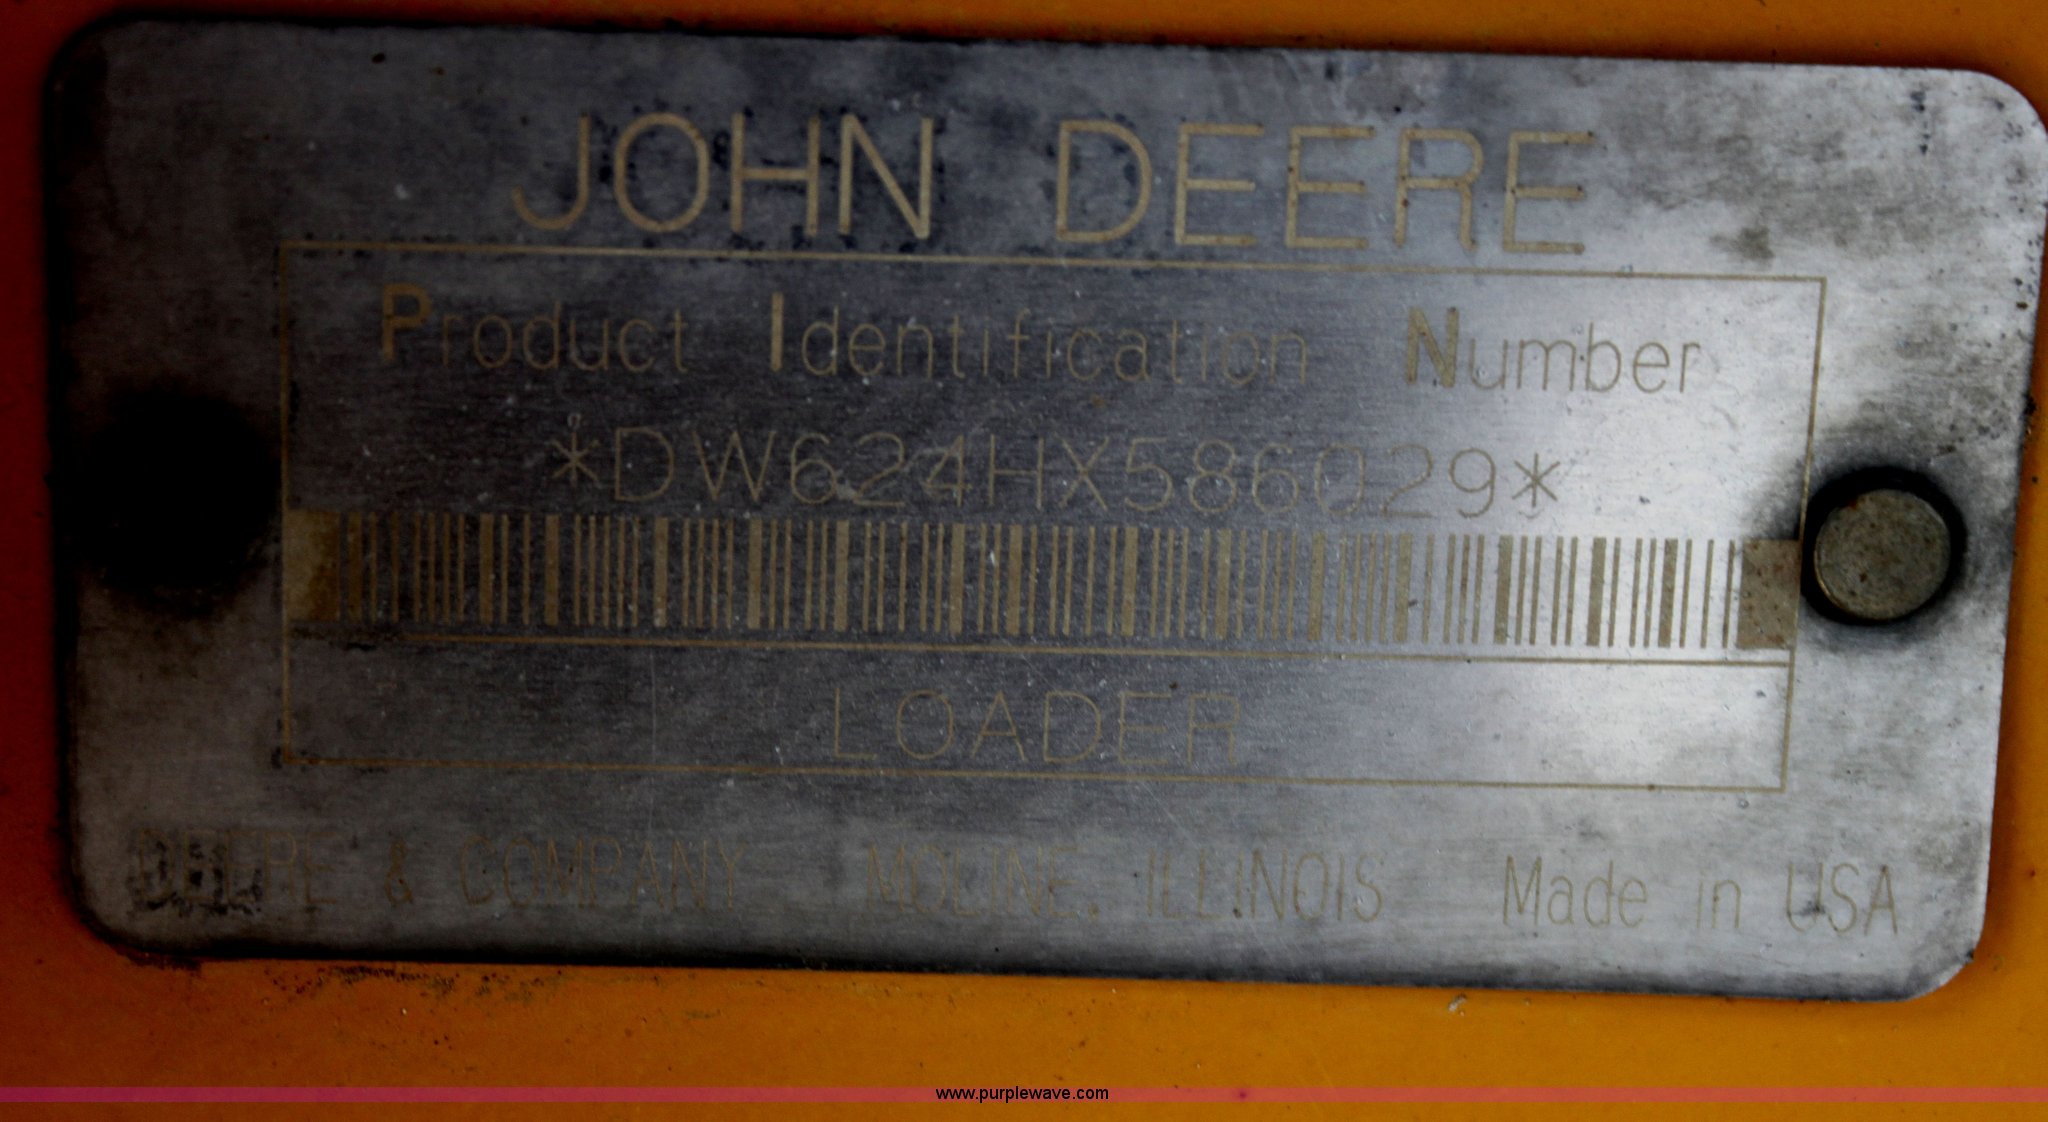 JOHN DEERE
Product Identification Number
*DW624HX586029*
LOADER
DEERE & COMPANY MOLINE, ILLINOIS Made in USA
www.purplewave.com